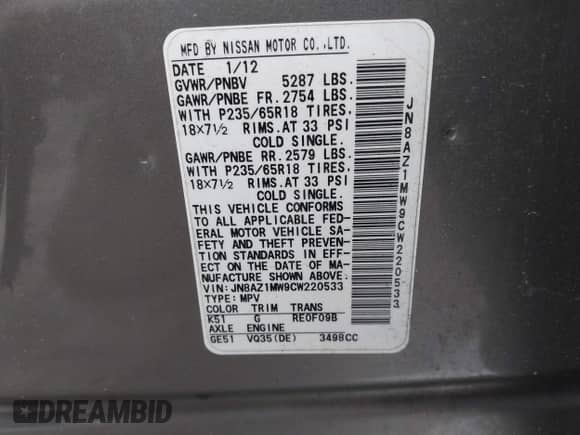 MFD BY NISSAN MOTOR CO.,LTD.
DATE 1/12
GVWR/PNBV 5287 LBS.
GAWR/PNBE FR. 2754 LBS.
WITH P235/65R18 TIRES,
18X7½ RIMS.AT 33 PSI
COLD SINGLE.
GAWR/PNBE RR. 2579 LBS.
WITH P235/65R18 TIRES,
18X7½ RIMS.AT 33 PSI
COLD SINGLE.
THIS VEHICLE CONFORMS
TO ALL APPLICABLE FED-
ERAL MOTOR VEHICLE SA-
FETY AND THEFT PREVEN-
TION STANDARDS IN EFF-
ECT ON THE DATE OF MA-
NUFACTURE SHOWN ABOVE.
VIN:JN8AZ1MW9CW220533
TYPE:MPV
COLOR TRIM TRANS
K51 G RE0F09B
AXLE ENGINE
GE51 VQ35(DE) 3498CC
JN8AZ1MW9CW220533
DREAMBID